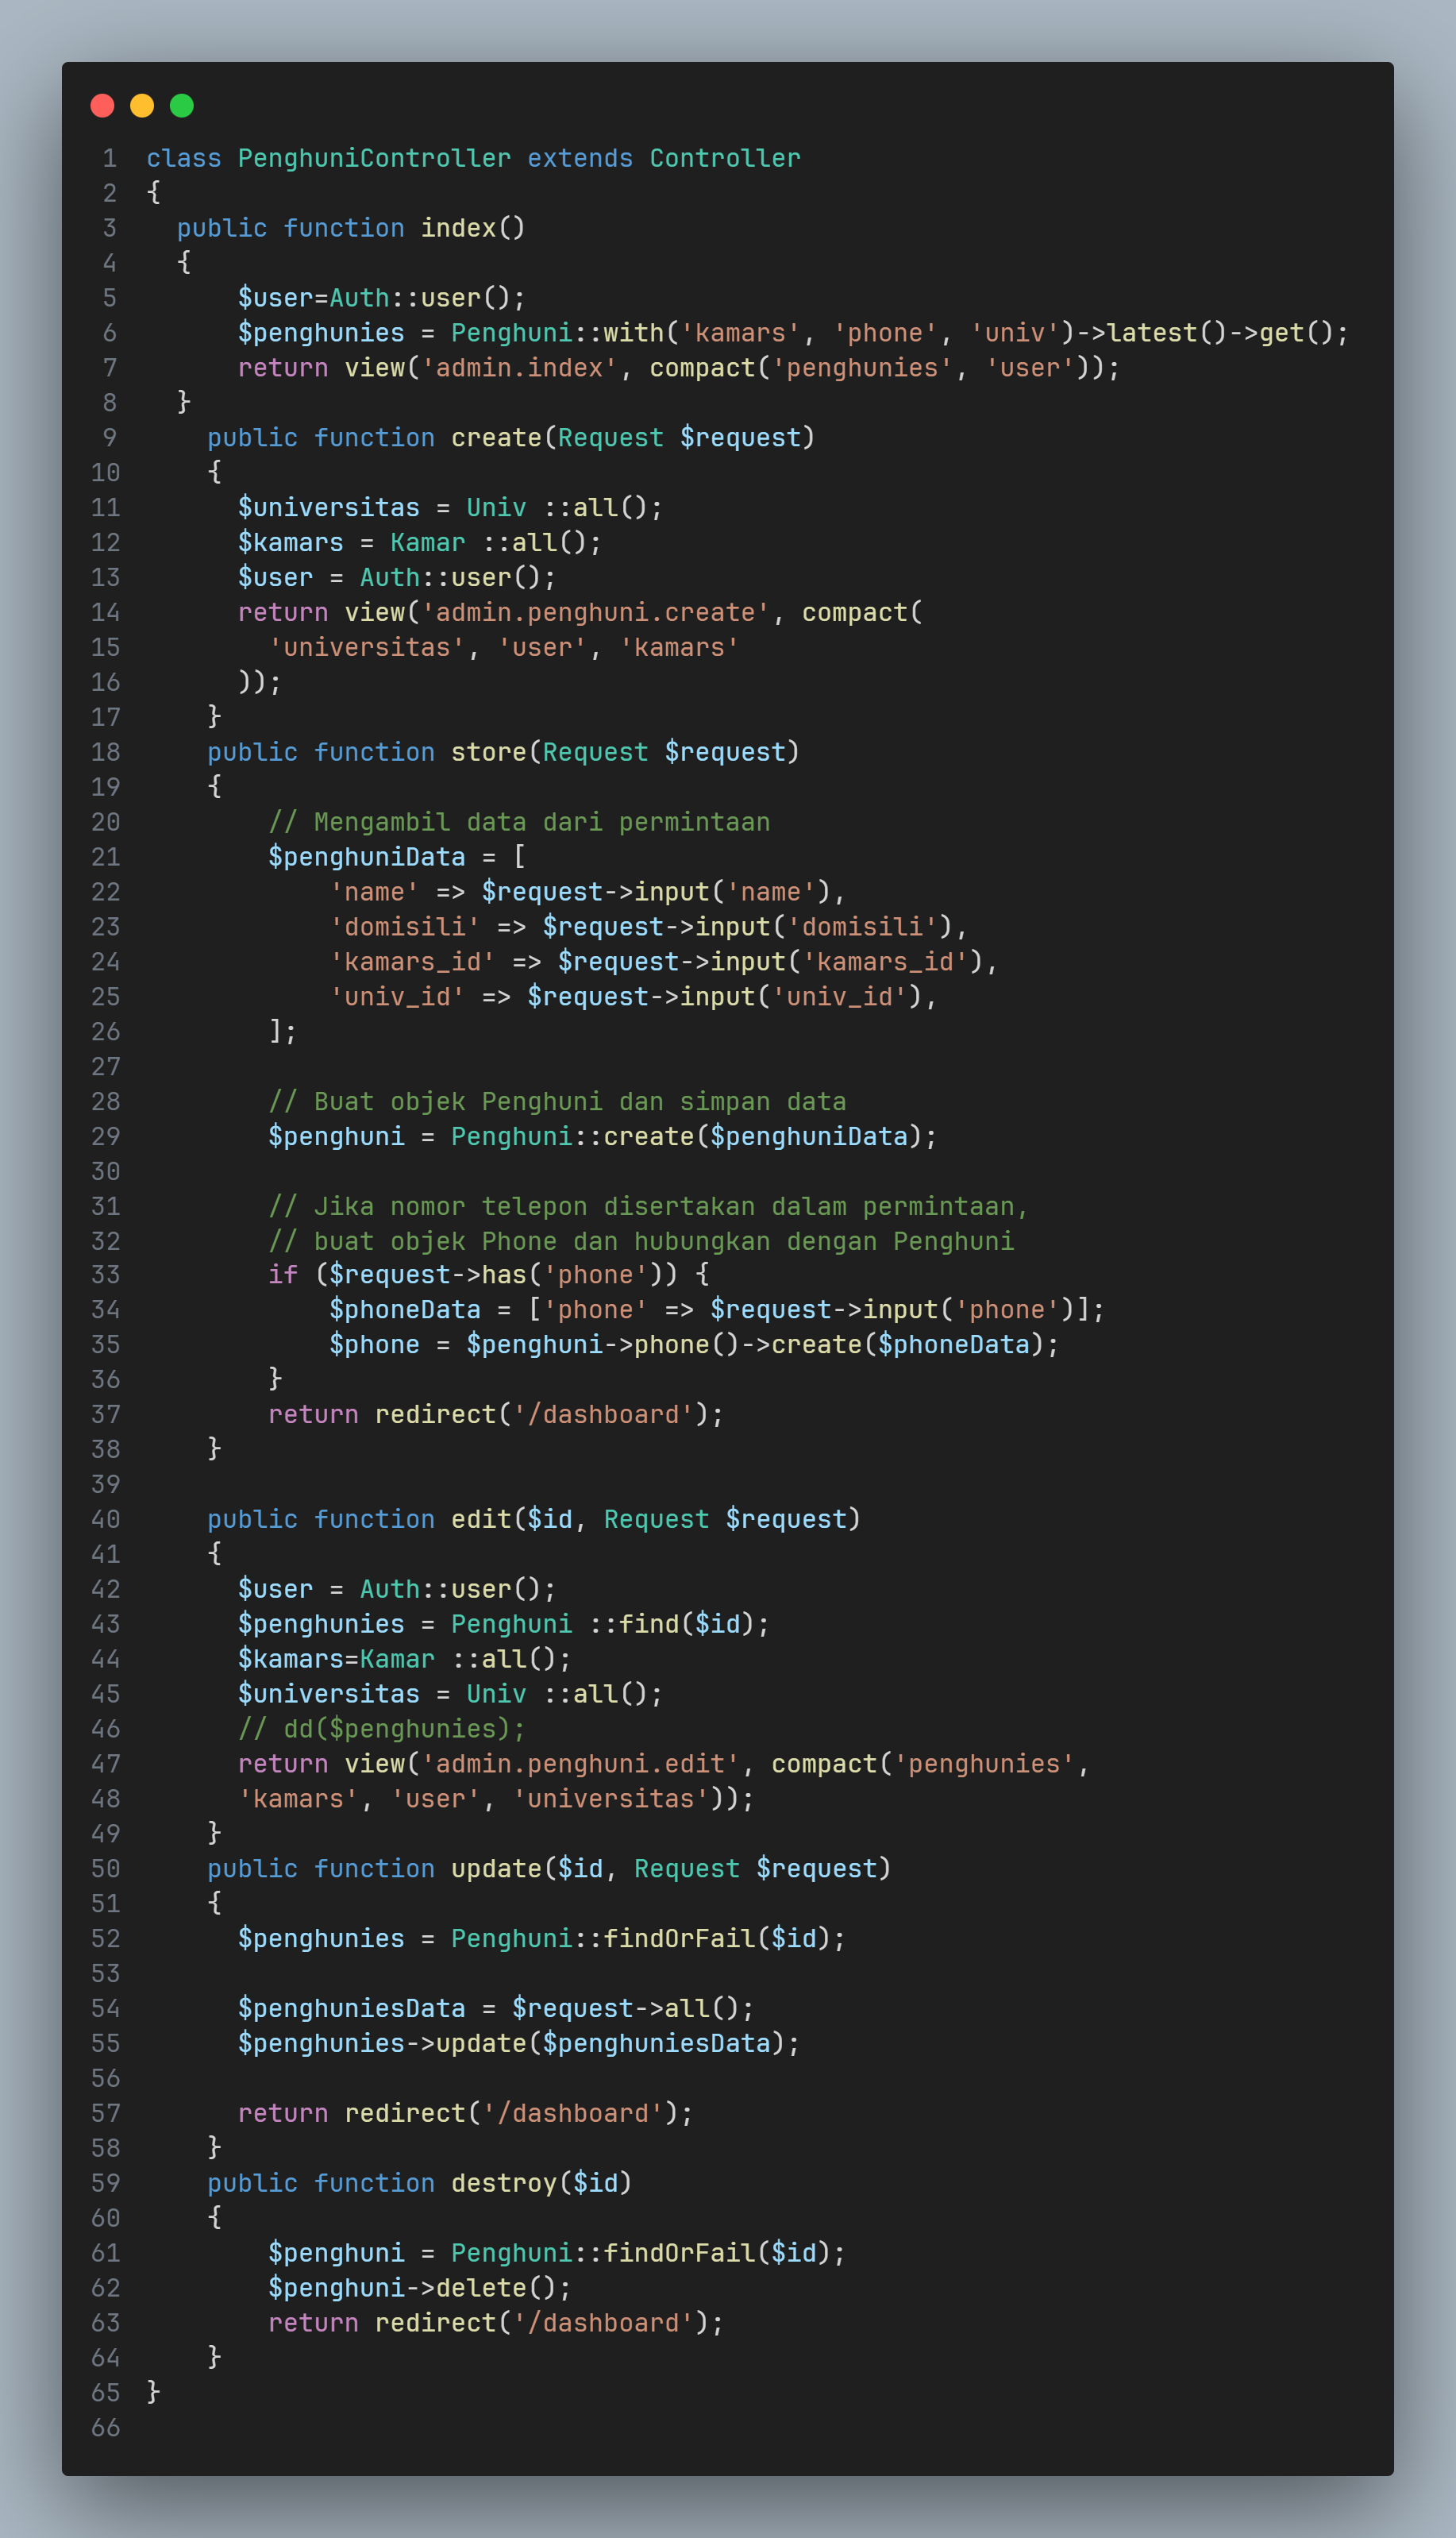 1 class PenghuniController extends Controller
2 {
3   public function index()
4   {
5       $user=Auth::user();
6       $penghunies = Penghuni::with('kamars', 'phone', 'univ')->latest()->get();
7       return view('admin.index', compact('penghunies', 'user'));
8   }
9     public function create(Request $request)
10     {
11       $universitas = Univ ::all();
12       $kamars = Kamar ::all();
13       $user = Auth::user();
14       return view('admin.penghuni.create', compact(
15         'universitas', 'user', 'kamars'
16       ));
17     }
18     public function store(Request $request)
19     {
20         // Mengambil data dari permintaan
21         $penghuniData = [
22             'name' => $request->input('name'),
23             'domisili' => $request->input('domisili'),
24             'kamars_id' => $request->input('kamars_id'),
25             'univ_id' => $request->input('univ_id'),
26         ];
27
28         // Buat objek Penghuni dan simpan data
29         $penghuni = Penghuni::create($penghuniData);
30
31         // Jika nomor telepon disertakan dalam permintaan,
32         // buat objek Phone dan hubungkan dengan Penghuni
33         if ($request->has('phone')) {
34             $phoneData = ['phone' => $request->input('phone')];
35             $phone = $penghuni->phone()->create($phoneData);
36         }
37         return redirect('/dashboard');
38     }
39
40     public function edit($id, Request $request)
41     {
42       $user = Auth::user();
43       $penghunies = Penghuni ::find($id);
44       $kamars=Kamar ::all();
45       $universitas = Univ ::all();
46       // dd($penghunies);
47       return view('admin.penghuni.edit', compact('penghunies',
48       'kamars', 'user', 'universitas'));
49     }
50     public function update($id, Request $request)
51     {
52       $penghunies = Penghuni::findOrFail($id);
53
54       $penghuniesData = $request->all();
55       $penghunies->update($penghuniesData);
56
57       return redirect('/dashboard');
58     }
59     public function destroy($id)
60     {
61         $penghuni = Penghuni::findOrFail($id);
62         $penghuni->delete();
63         return redirect('/dashboard');
64     }
65 }
66